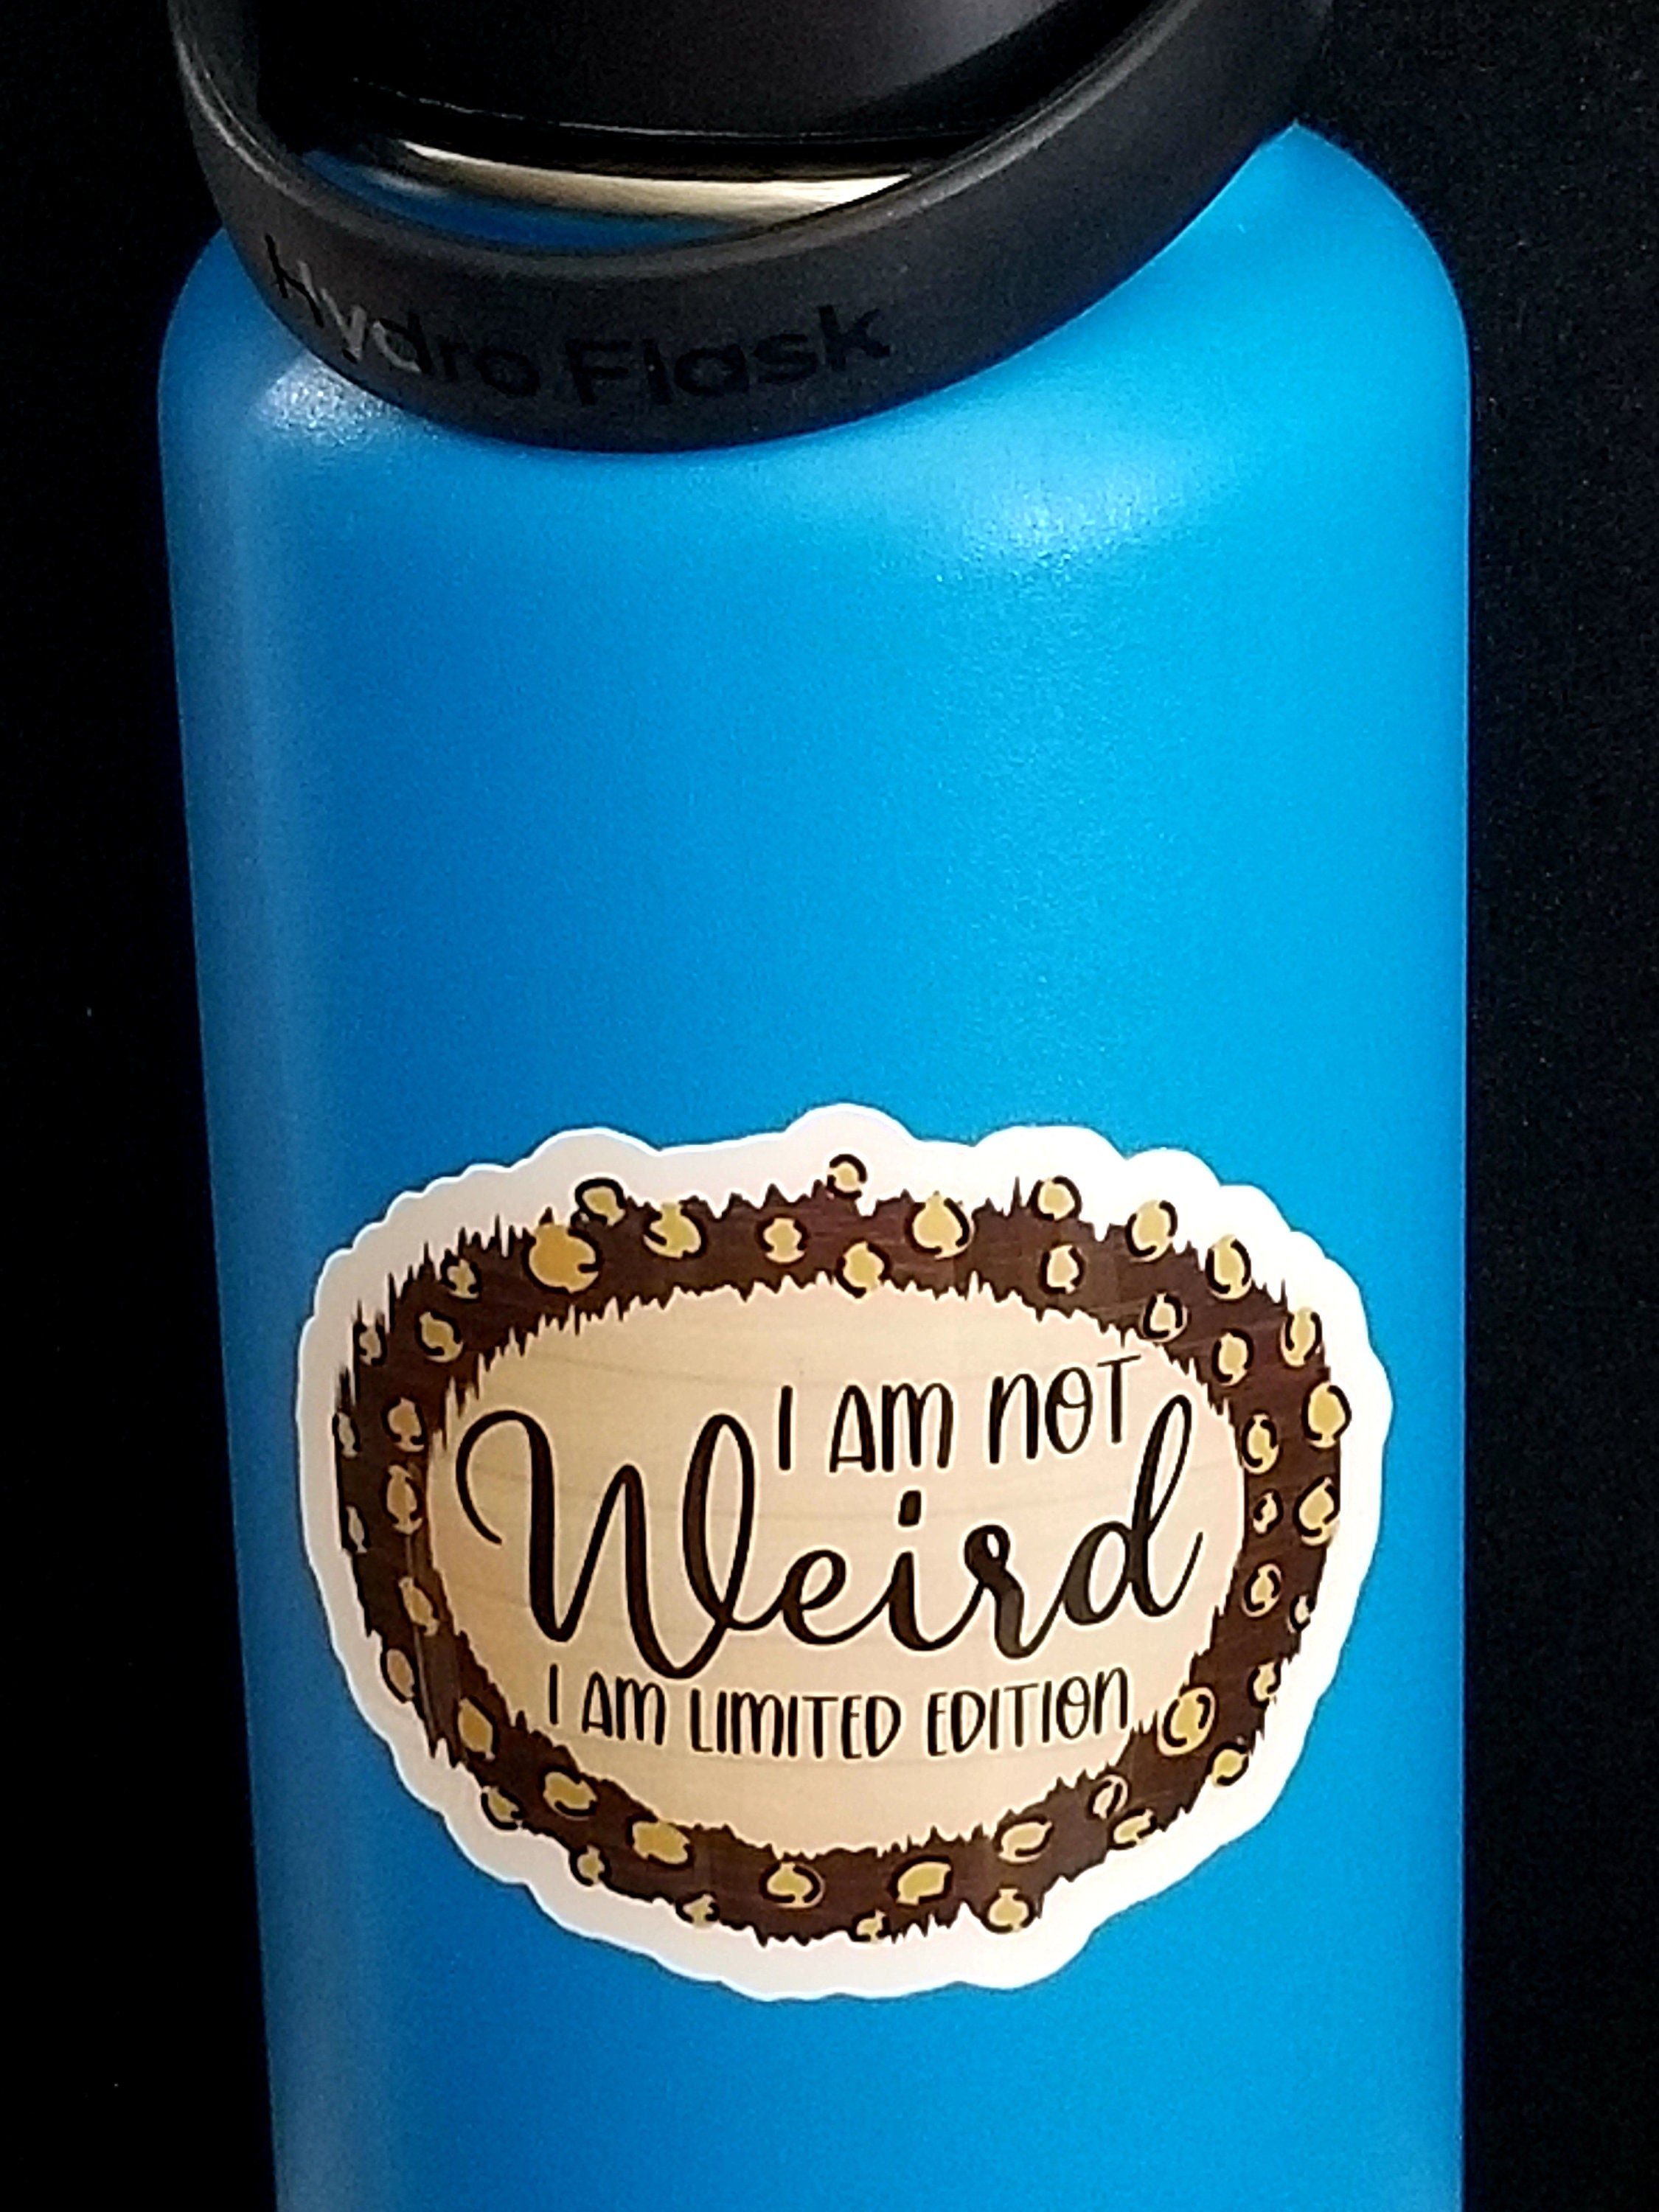 Hydro Flask
I AM NOT
Weird
I AM LIMITED EDITION